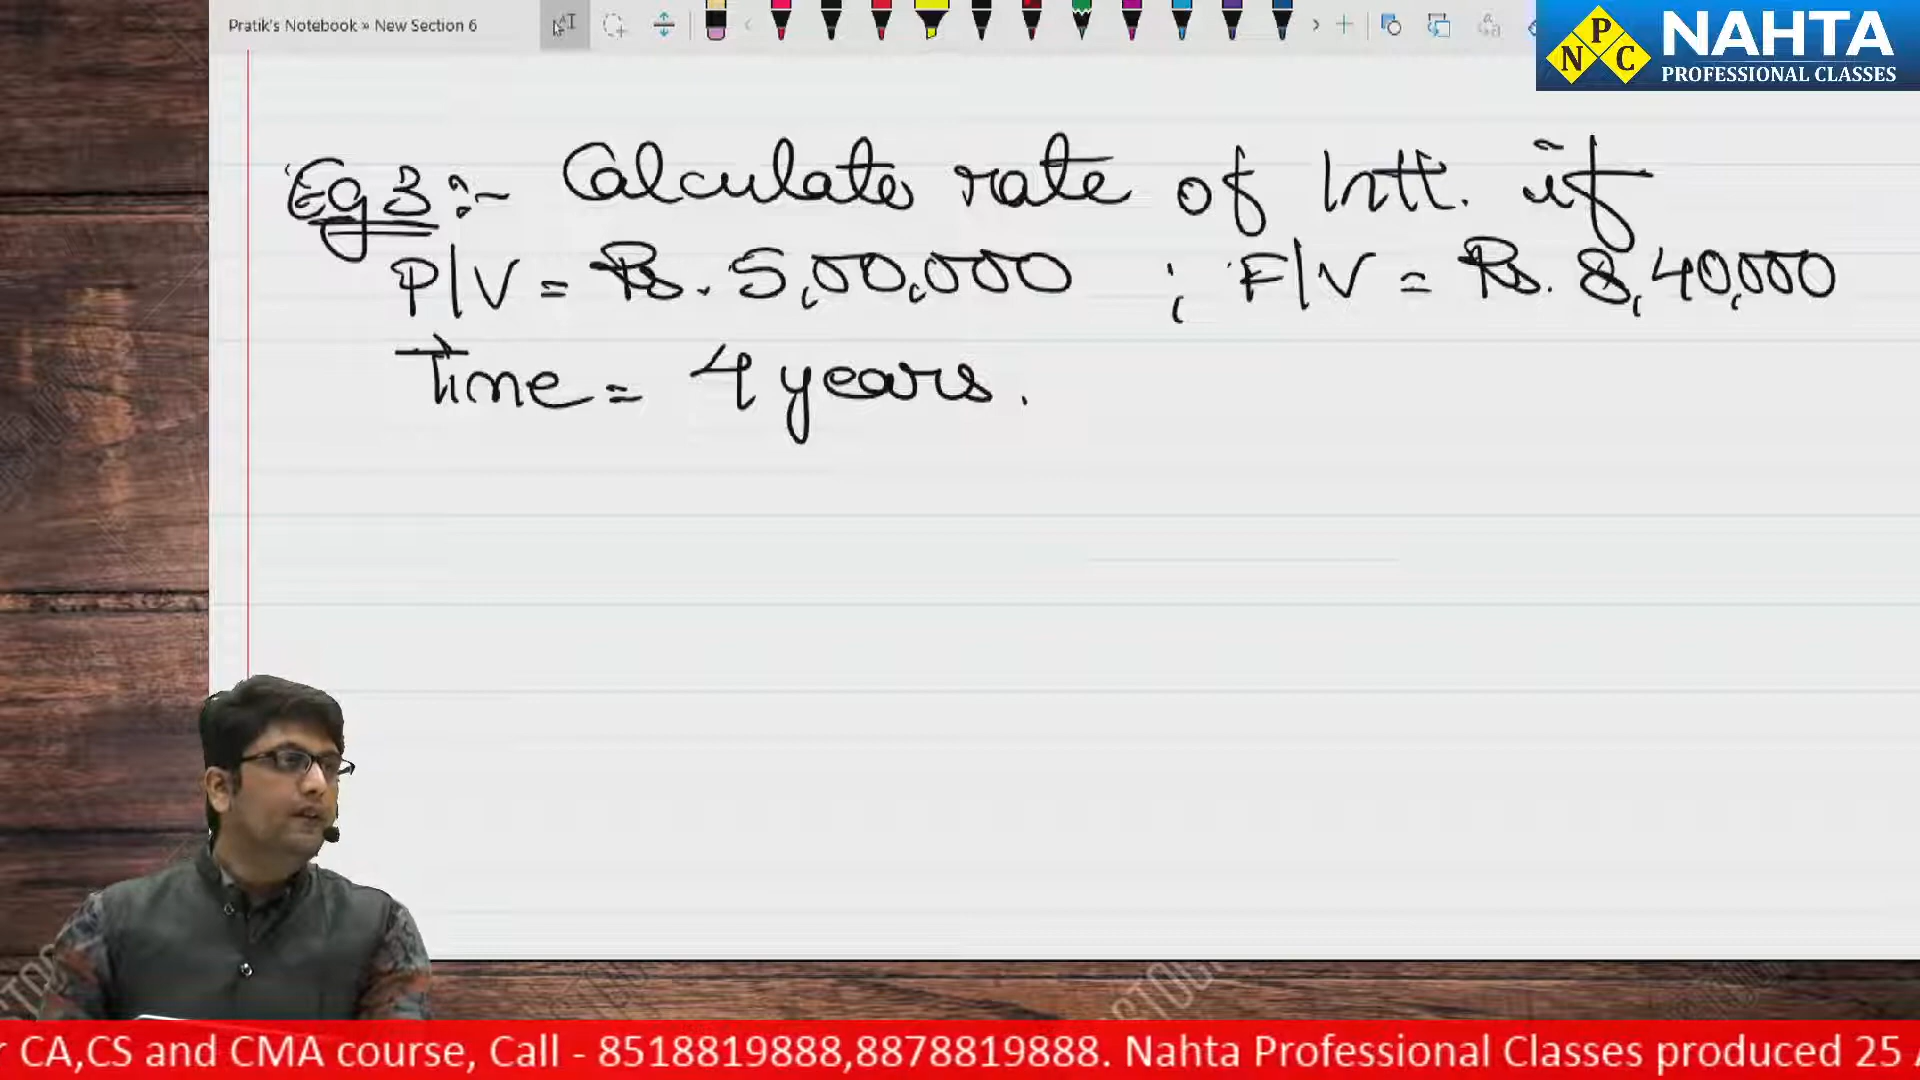 Pratik's Notebook » New Section 6
NPC
NAHTA
PROFESSIONAL CLASSES
Eg 3:- Calculate rate of Intt. if
P/V = Rs. 5,00,000 ; F/V = Rs. 8,40,000
Time = 4 years.
r CA,CS and CMA course, Call - 8518819888,8878819888. Nahta Professional Classes produced 25